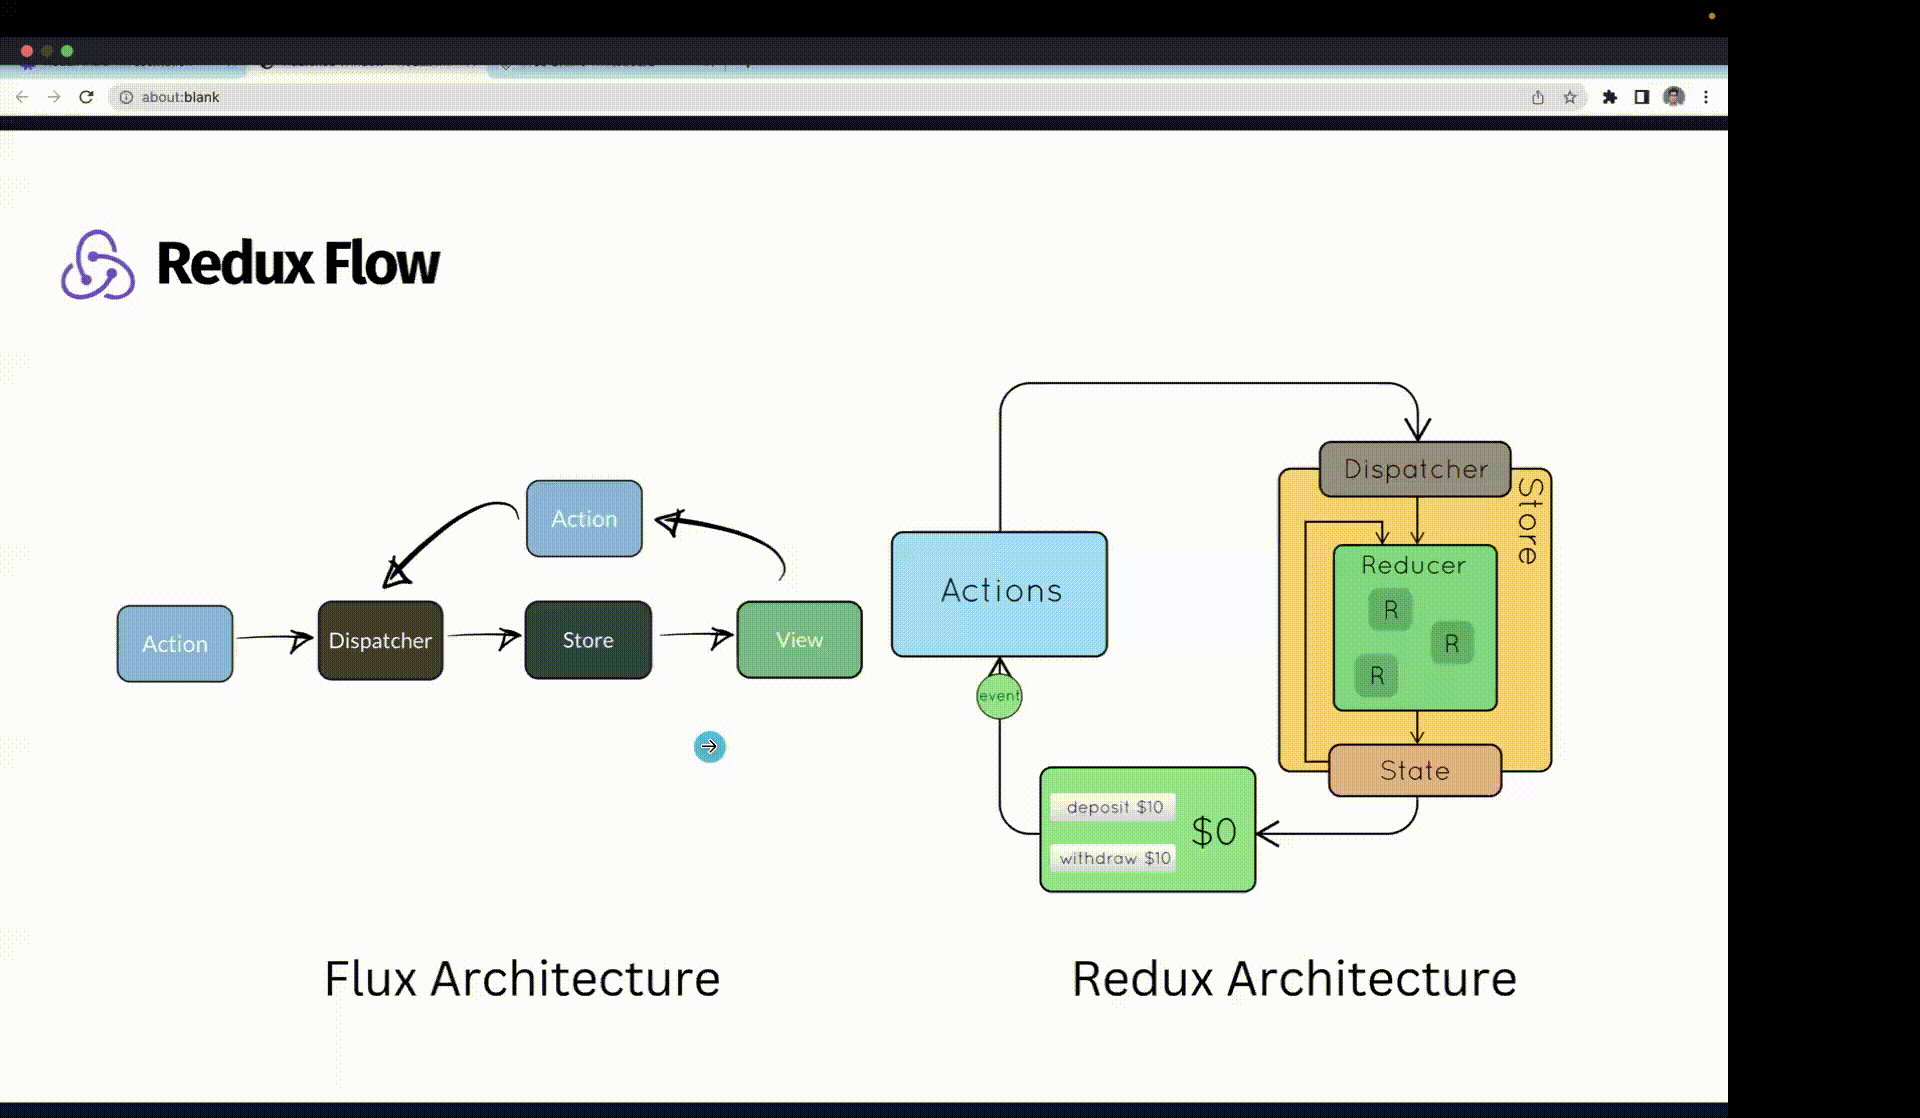 about:blank
Redux Flow
Action
Action
Dispatcher
Store
View
Actions
Dispatcher
Store
Reducer
R
R
R
State
event
deposit $10
withdraw $10
$0
Flux Architecture
Redux Architecture